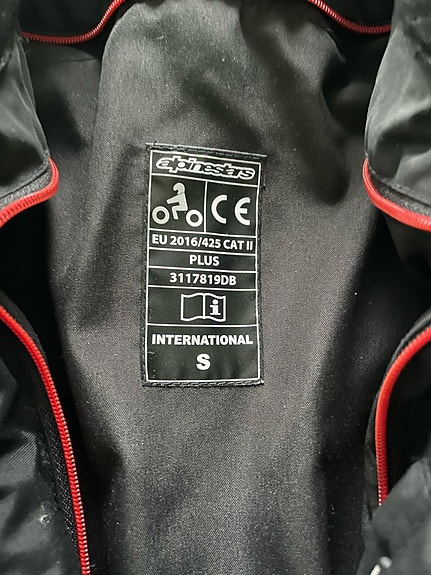 alpinestars
CE
EU 2016/425 CAT II
PLUS
3117819DB
i
INTERNATIONAL
S